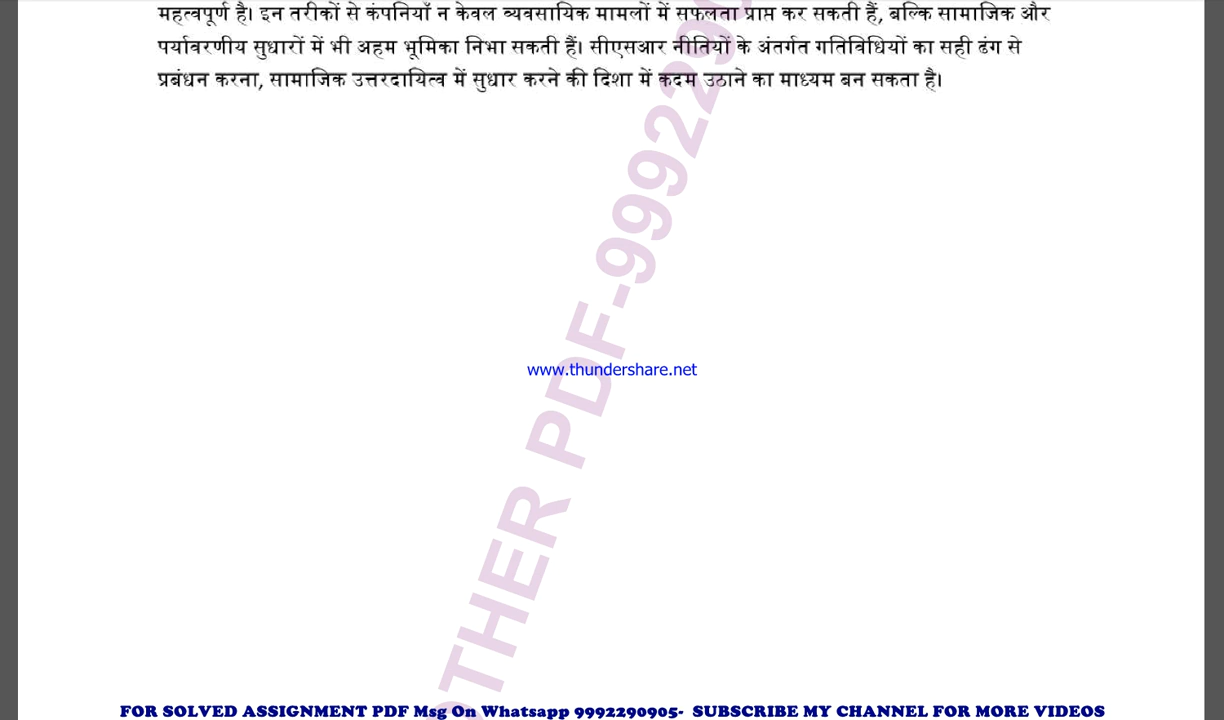 महत्वपूर्ण है। इन तरीकों से कंपनियाँ न केवल व्यवसायिक मामलों में सफलता प्राप्त कर सकती हैं, बल्कि सामाजिक और
पर्यावरणीय सुधारों में भी अहम भूमिका निभा सकती हैं। सीएसआर नीतियों के अंतर्गत गतिविधियों का सही ढंग से
प्रबंधन करना, सामाजिक उत्तरदायित्व में सुधार करने की दिशा में कदम उठाने का माध्यम बन सकता है।
OTHER PDF-9992290
www.thundershare.net
FOR SOLVED ASSIGNMENT PDF Msg On Whatsapp 9992290905- SUBSCRIBE MY CHANNEL FOR MORE VIDEOS